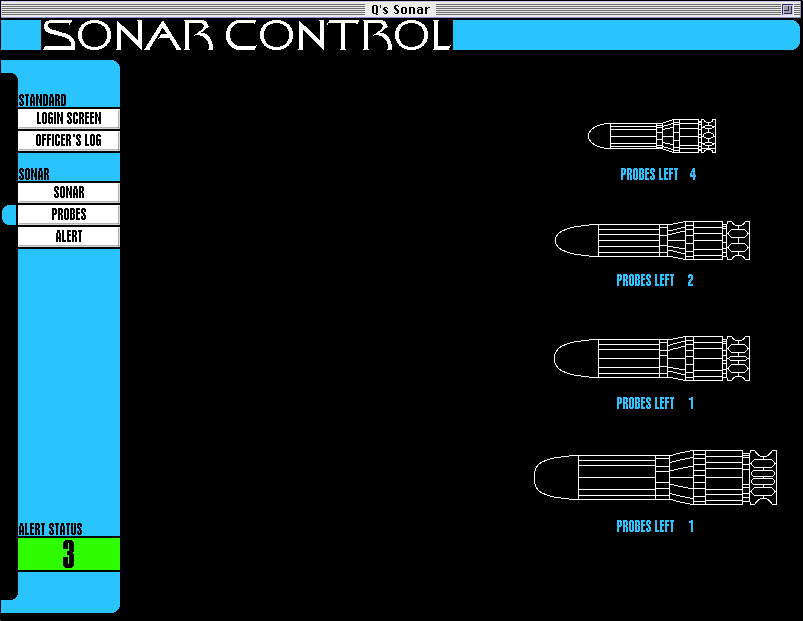 Q's Sonar
SONAR CONTROL
STANDARD
LOGIN SCREEN
OFFICER'S LOG
SONAR
SONAR
PROBES
ALERT
ALERT STATUS
3
PROBES LEFT 4
PROBES LEFT 2
PROBES LEFT 1
PROBES LEFT 1